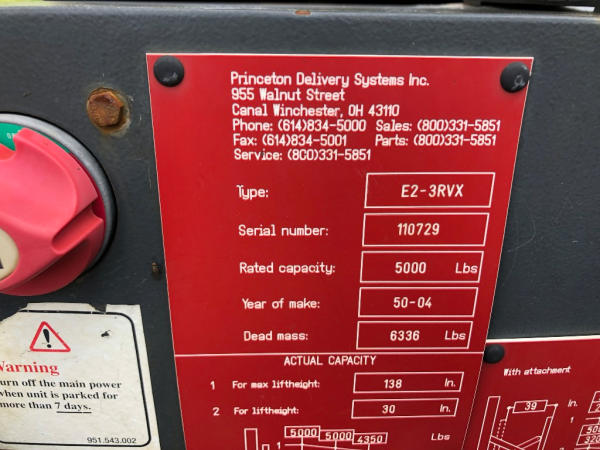 Princeton Delivery Systems Inc.
955 Walnut Street
Canal Winchester, OH 43110
Phone: (614)834-5000 Sales: (800)331-5851
Fax: (614)834-5001 Parts: (800)331-5851
Service: (800)331-5851
Type: E2-3RVX
Serial number: 110729
Rated capacity: 5000 Lbs
Year of make: 50-04
Dead mass: 6336 Lbs
ACTUAL CAPACITY
1 For max liftheight: 138 In.
2 For liftheight: 30 In.
5000 5000 4350 Lbs
1
With attachment
39 In.
1
Warning
urn off the main power
when unit is parked for
more than 7 days.
951.543.002